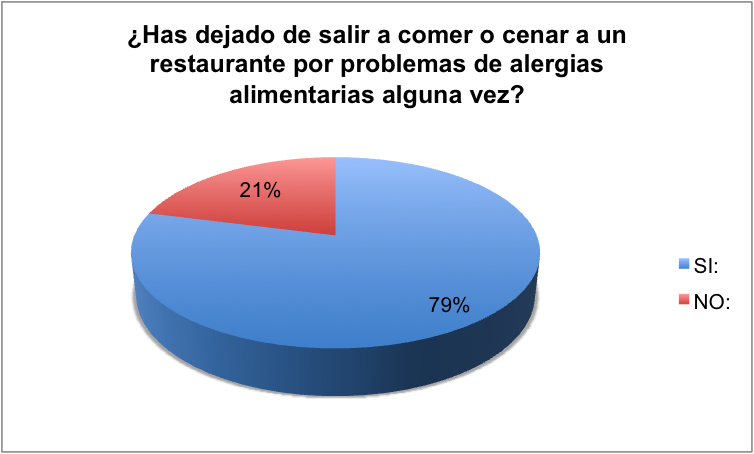 ¿Has dejado de salir a comer o cenar a un
restaurante por problemas de alergias
alimentarias alguna vez?
21%
79%
SI:
NO: